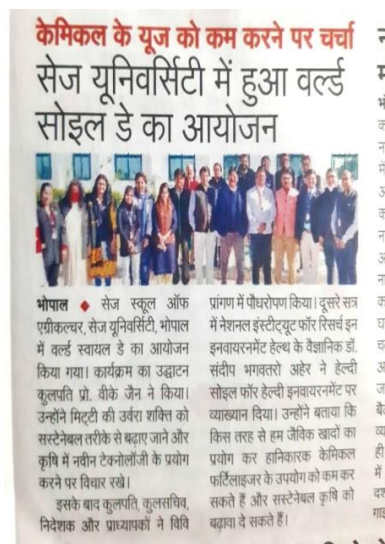 केमिकल के यूज को कम करने पर चर्चा
सेज यूनिवर्सिटी में हुआ वर्ल्ड
सोइल डे का आयोजन
भोपाल ◆ सेज स्कूल ऑफ
एग्रीकल्चर, सेज यूनिवर्सिटी, भोपाल
में वर्ल्ड स्वायल डे का आयोजन
किया गया। कार्यक्रम का उद्घाटन
कुलपति प्रो. वीके जैन ने किया।
उन्होंने मिट्टी की उर्वरा शक्ति को
सस्टेनेबल तरीके से बढ़ाए जाने और
कृषि में नवीन टेक्नोलॉजी के प्रयोग
करने पर विचार रखे।
इसके बाद कुलपति, कुलसचिव,
निदेशक और प्राध्यापकों ने विवि
प्रांगण में पौधरोपण किया। दूसरे सत्र
में नेशनल इंस्टीट्यूट फॉर रिसर्च इन
इनवायरनमेंट हेल्थ के वैज्ञानिक डॉ.
संदीप भगवतरो अहेर ने हेल्दी
सोइल फॉर हेल्दी इनवायरनमेंट पर
व्याख्यान दिया। उन्होंने बताया कि
किस तरह से हम जैविक खादों का
प्रयोग कर हानिकारक केमिकल
फर्टिलाइजर के उपयोग को कम कर
सकते हैं और सस्टेनेबल कृषि को
बढ़ावा दे सकते हैं।